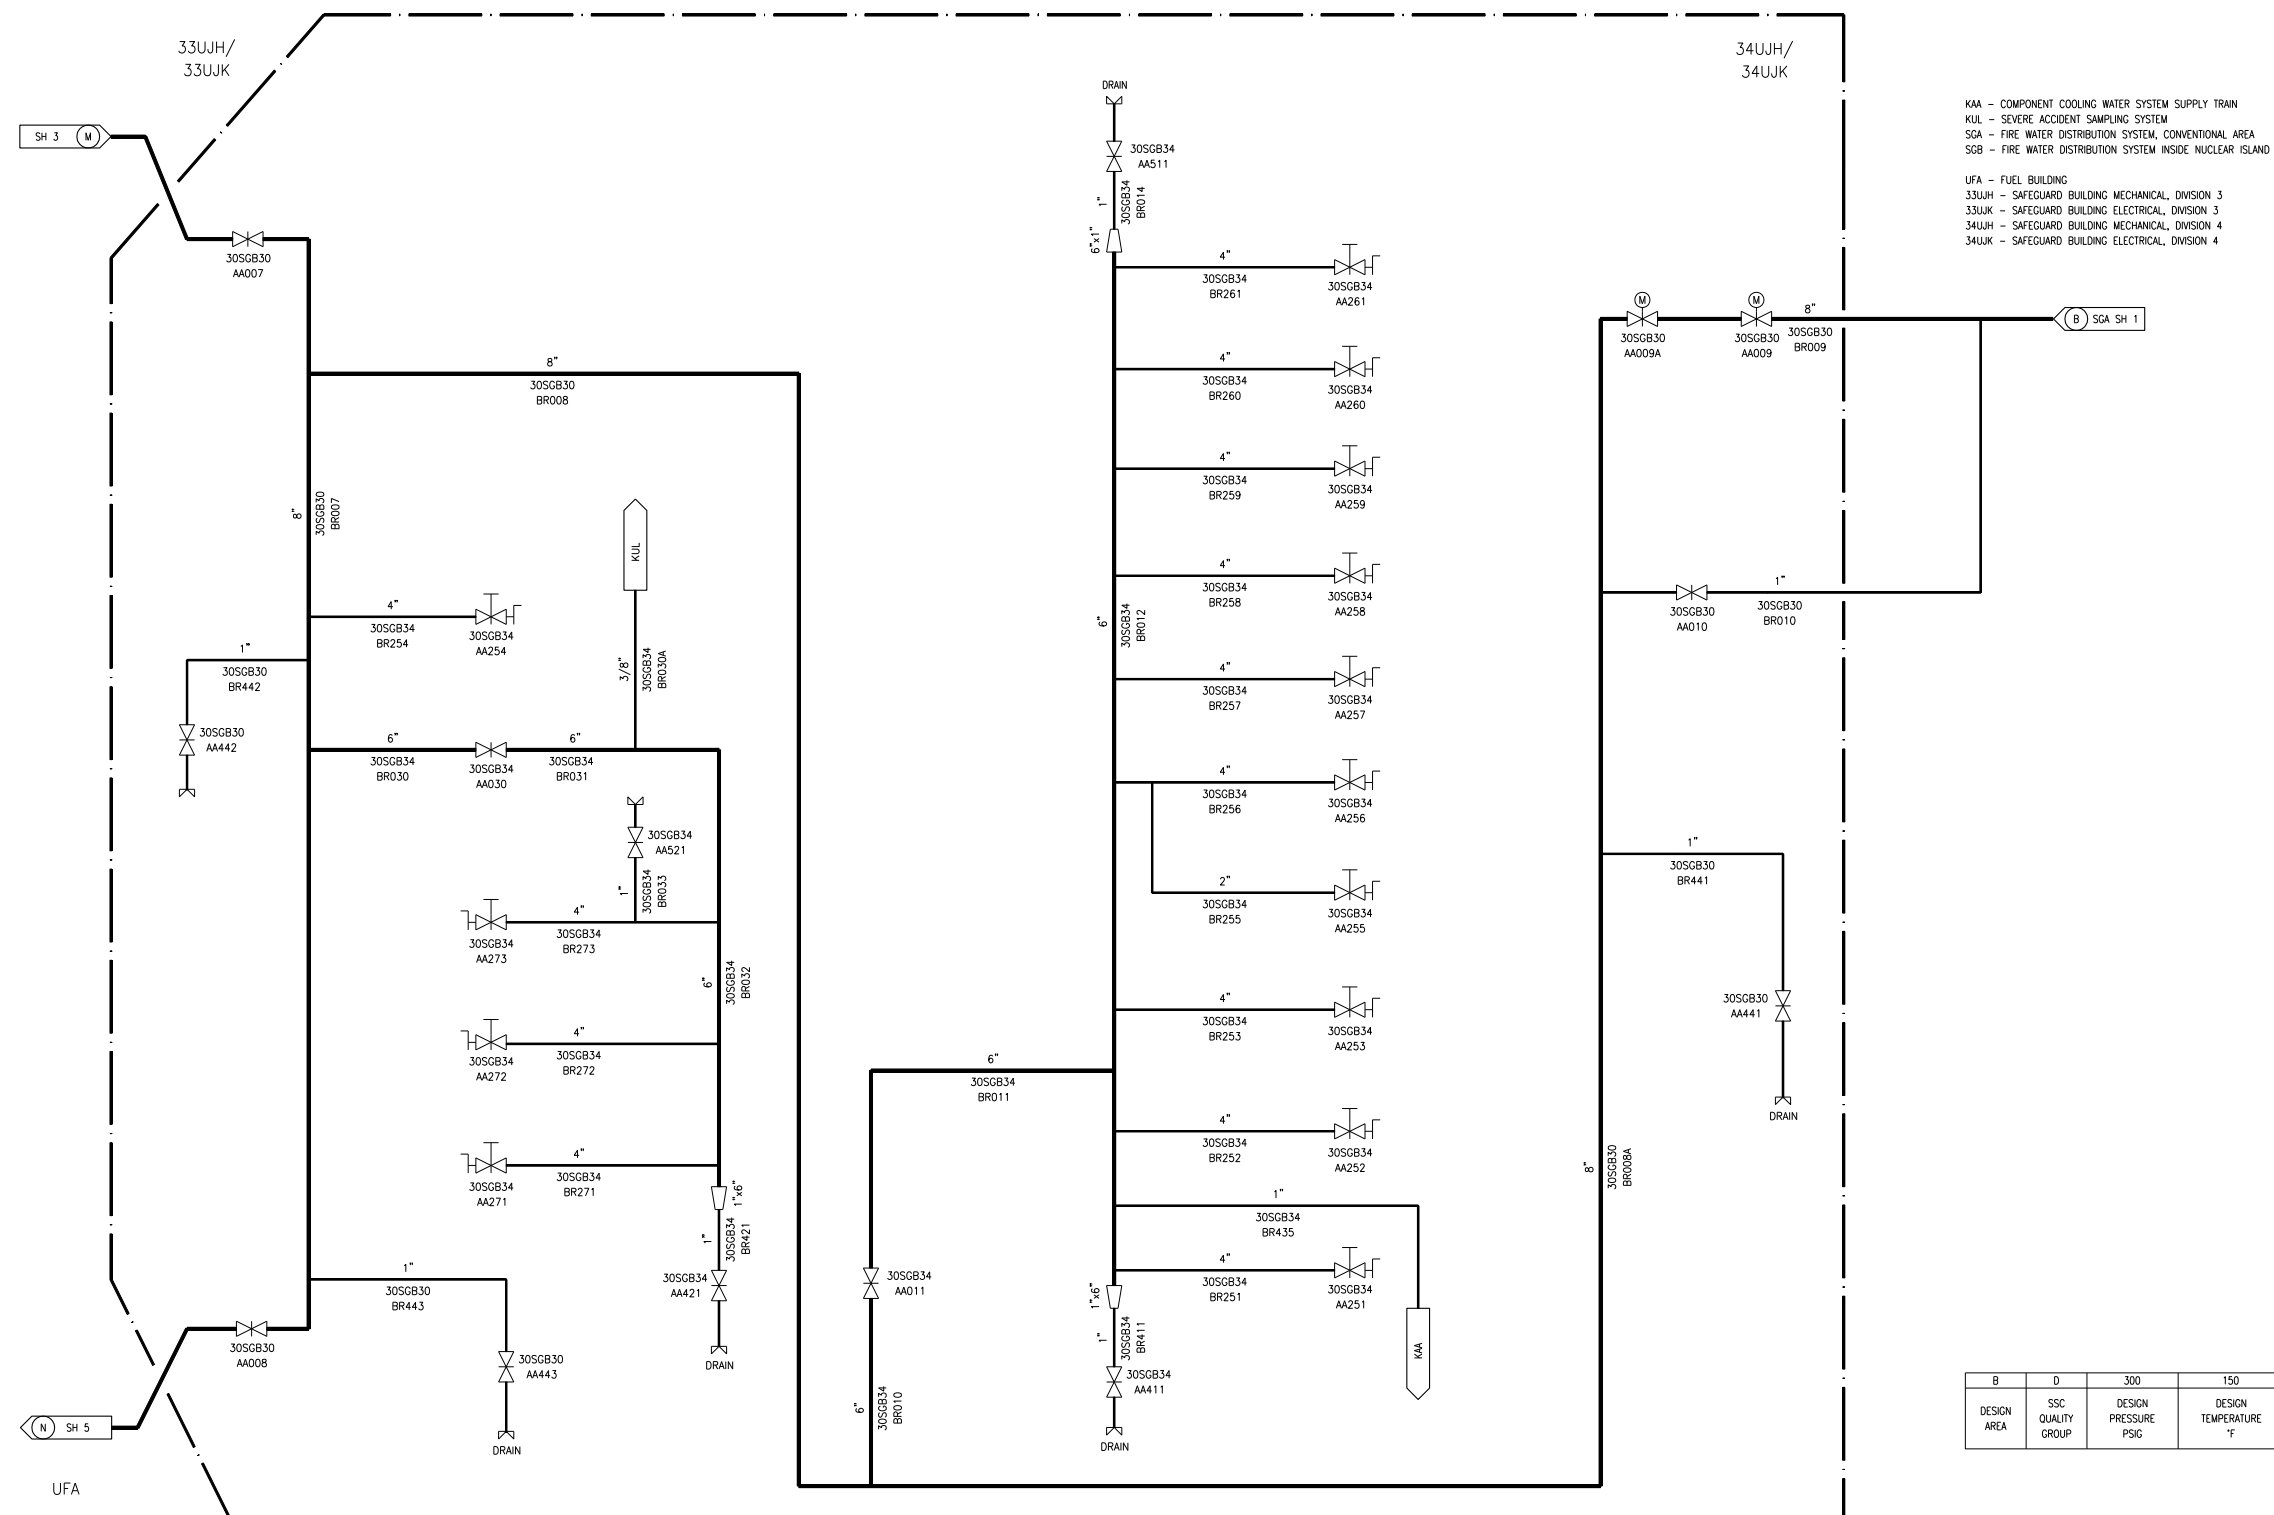 33UJH/
33UJK
34UJH/
34UJK
KAA – COMPONENT COOLING WATER SYSTEM SUPPLY TRAIN
KUL – SEVERE ACCIDENT SAMPLING SYSTEM
SGA – FIRE WATER DISTRIBUTION SYSTEM, CONVENTIONAL AREA
SGB – FIRE WATER DISTRIBUTION SYSTEM INSIDE NUCLEAR ISLAND
UFA – FUEL BUILDING
33UJH – SAFEGUARD BUILDING MECHANICAL, DIVISION 3
33UJK – SAFEGUARD BUILDING ELECTRICAL, DIVISION 3
34UJH – SAFEGUARD BUILDING MECHANICAL, DIVISION 4
34UJK – SAFEGUARD BUILDING ELECTRICAL, DIVISION 4
SH 3 M
30SGB30
AA007
8"
30SGB30
BR008
8"
30SGB30
BR007
4"
30SGB34
BR254
30SGB34
AA254
1"
30SGB30
BR442
30SGB30
AA442
KUL
3/8"
30SGB34
BR030A
6"
30SGB34
BR030
30SGB34
AA030
6"
30SGB34
BR031
30SGB34
AA521
1"
30SGB34
BR033
4"
30SGB34
BR273
30SGB34
AA273
6"
30SGB34
BR032
4"
30SGB34
BR272
30SGB34
AA272
4"
30SGB34
BR271
30SGB34
AA271
1"x6"
1"
30SGB34
BR421
30SGB34
AA421
DRAIN
1"
30SGB30
BR443
30SGB30
AA443
DRAIN
30SGB30
AA008
N SH 5
UFA
DRAIN
30SGB34
AA511
1"
30SGB34
BR014
6"x1"
4"
30SGB34
BR261
30SGB34
AA261
4"
30SGB34
BR260
30SGB34
AA260
4"
30SGB34
BR259
30SGB34
AA259
4"
30SGB34
BR258
30SGB34
AA258
6"
30SGB34
BR012
4"
30SGB34
BR257
30SGB34
AA257
4"
30SGB34
BR256
30SGB34
AA256
2"
30SGB34
BR255
30SGB34
AA255
4"
30SGB34
BR253
30SGB34
AA253
6"
30SGB34
BR011
4"
30SGB34
BR252
30SGB34
AA252
1"
30SGB34
BR435
KAA
4"
30SGB34
BR251
30SGB34
AA251
30SGB34
AA011
6"
30SGB34
BR010
1"x6"
1"
30SGB34
BR411
30SGB34
AA411
DRAIN
M
30SGB30
AA009A
M
30SGB30
AA009
8"
30SGB30
BR009
B SGA SH 1
30SGB30
AA010
1"
30SGB30
BR010
1"
30SGB30
BR441
30SGB30
AA441
DRAIN
8"
30SGB30
BR008A
B D 300 150
DESIGN AREA
SSC QUALITY GROUP
DESIGN PRESSURE PSIG
DESIGN TEMPERATURE °F